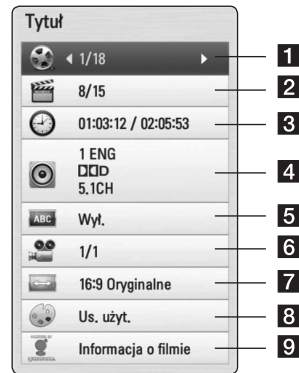 Tytuł
1/18 1
8/15 2
01:03:12 / 02:05:53 3
1 ENG
D
5.1CH 4
ABC Wył. 5
1/1 6
16:9 Oryginalne 7
Us. użyt. 8
Informacja o filmie 9